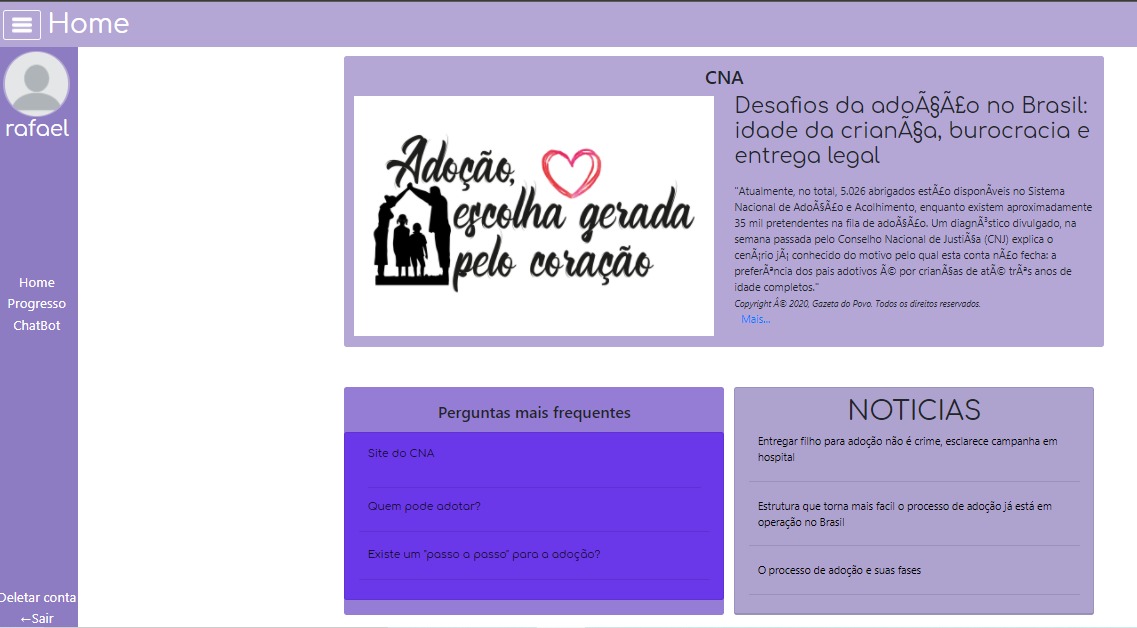 Home
rafael
Home
Progresso
ChatBot
Deletar conta
←Sair
CNA
Adoção,
escolha gerada
pelo coração
Desafios da adoÃ§Ã£o no Brasil:
idade da crianÃ§a, burocracia e
entrega legal
"Atualmente, no total, 5.026 abrigados estÃ£o disponÃ­veis no Sistema
Nacional de AdoÃ§Ã£o e Acolhimento, enquanto existem aproximadamente
35 mil pretendentes na fila de adoÃ§Ã£o. Um diagnÃ³stico divulgado, na
semana passada pelo Conselho Nacional de JustiÃ§a (CNJ) explica o
cenÃ¡rio jÃ¡ conhecido do motivo pelo qual esta conta nÃ£o fecha: a
preferÃªncia dos pais adotivos Ã© por crianÃ§as de atÃ© trÃªs anos de
idade completos."
Copyright Â© 2020, Gazeta do Povo. Todos os direitos reservados.
Mais...
Perguntas mais frequentes
Site do CNA
Quem pode adotar?
Existe um "passo a passo" para a adoção?
NOTICIAS
Entregar filho para adoção não é crime, esclarece campanha em
hospital
Estrutura que torna mais facil o processo de adoção já está em
operação no Brasil
O processo de adoção e suas fases